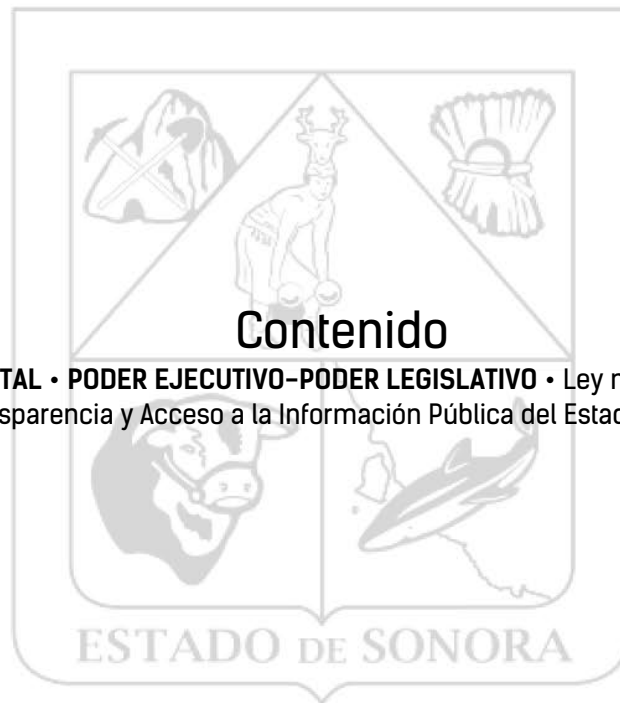 Contenido
TAL • PODER EJECUTIVO-PODER LEGISLATIVO • Ley n
sparencia y Acceso a la Información Pública del Estad
ESTADO DE SONORA